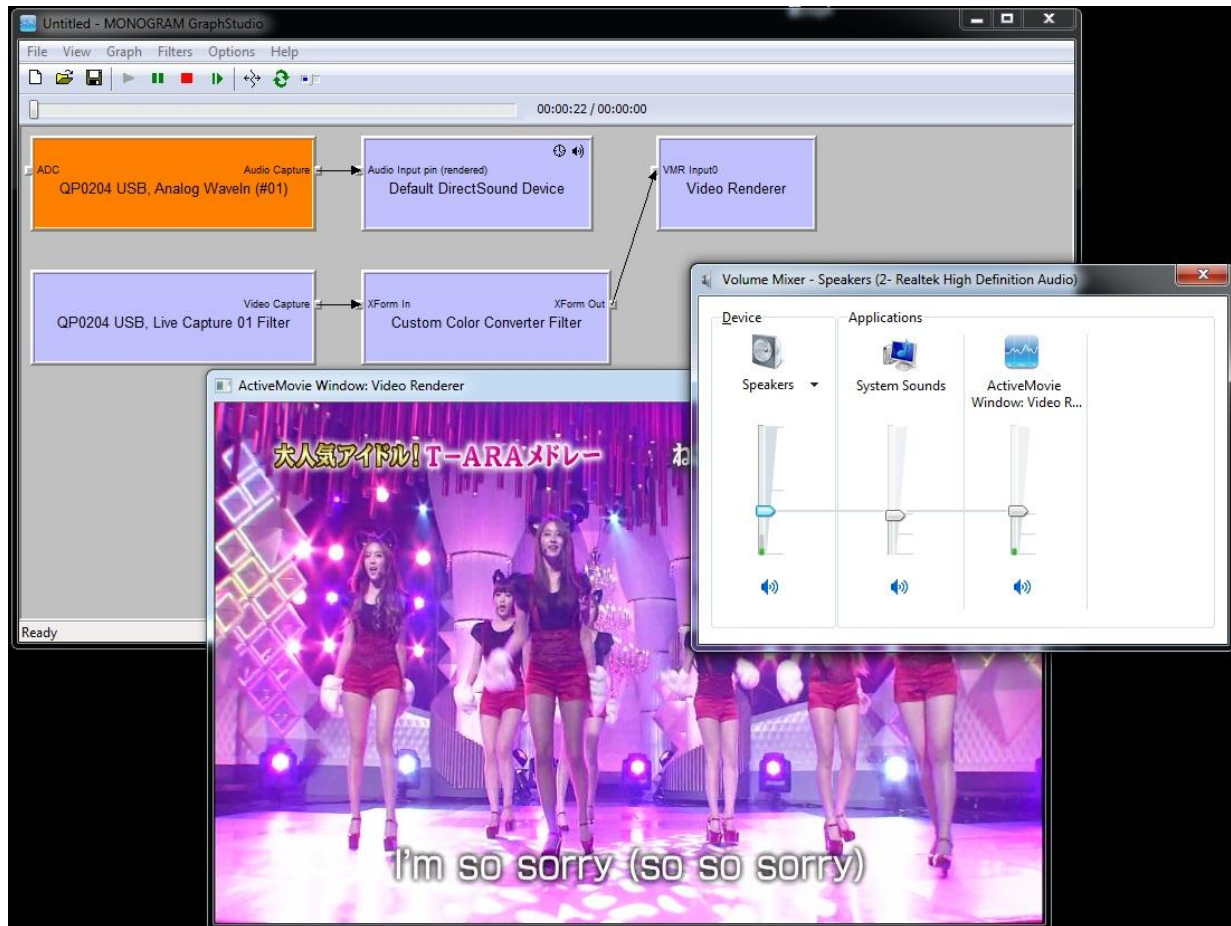 Untitled - MONOGRAM GraphStudio
File View Graph Filters Options Help
00:00:22 / 00:00:00
ADC
Audio Capture
QP0204 USB, Analog WaveIn (#01)
Audio Input pin (rendered)
Default DirectSound Device
VMR Input0
Video Renderer
Video Capture
QP0204 USB, Live Capture 01 Filter
XForm In
XForm Out
Custom Color Converter Filter
Volume Mixer - Speakers (2- Realtek High Definition Audio)
Device
Applications
Speakers
System Sounds
ActiveMovie
Window: Video R...
ActiveMovie Window: Video Renderer
大人気アイドル!T-ARAメドレー
ね
I'm so sorry (so so sorry)
Ready